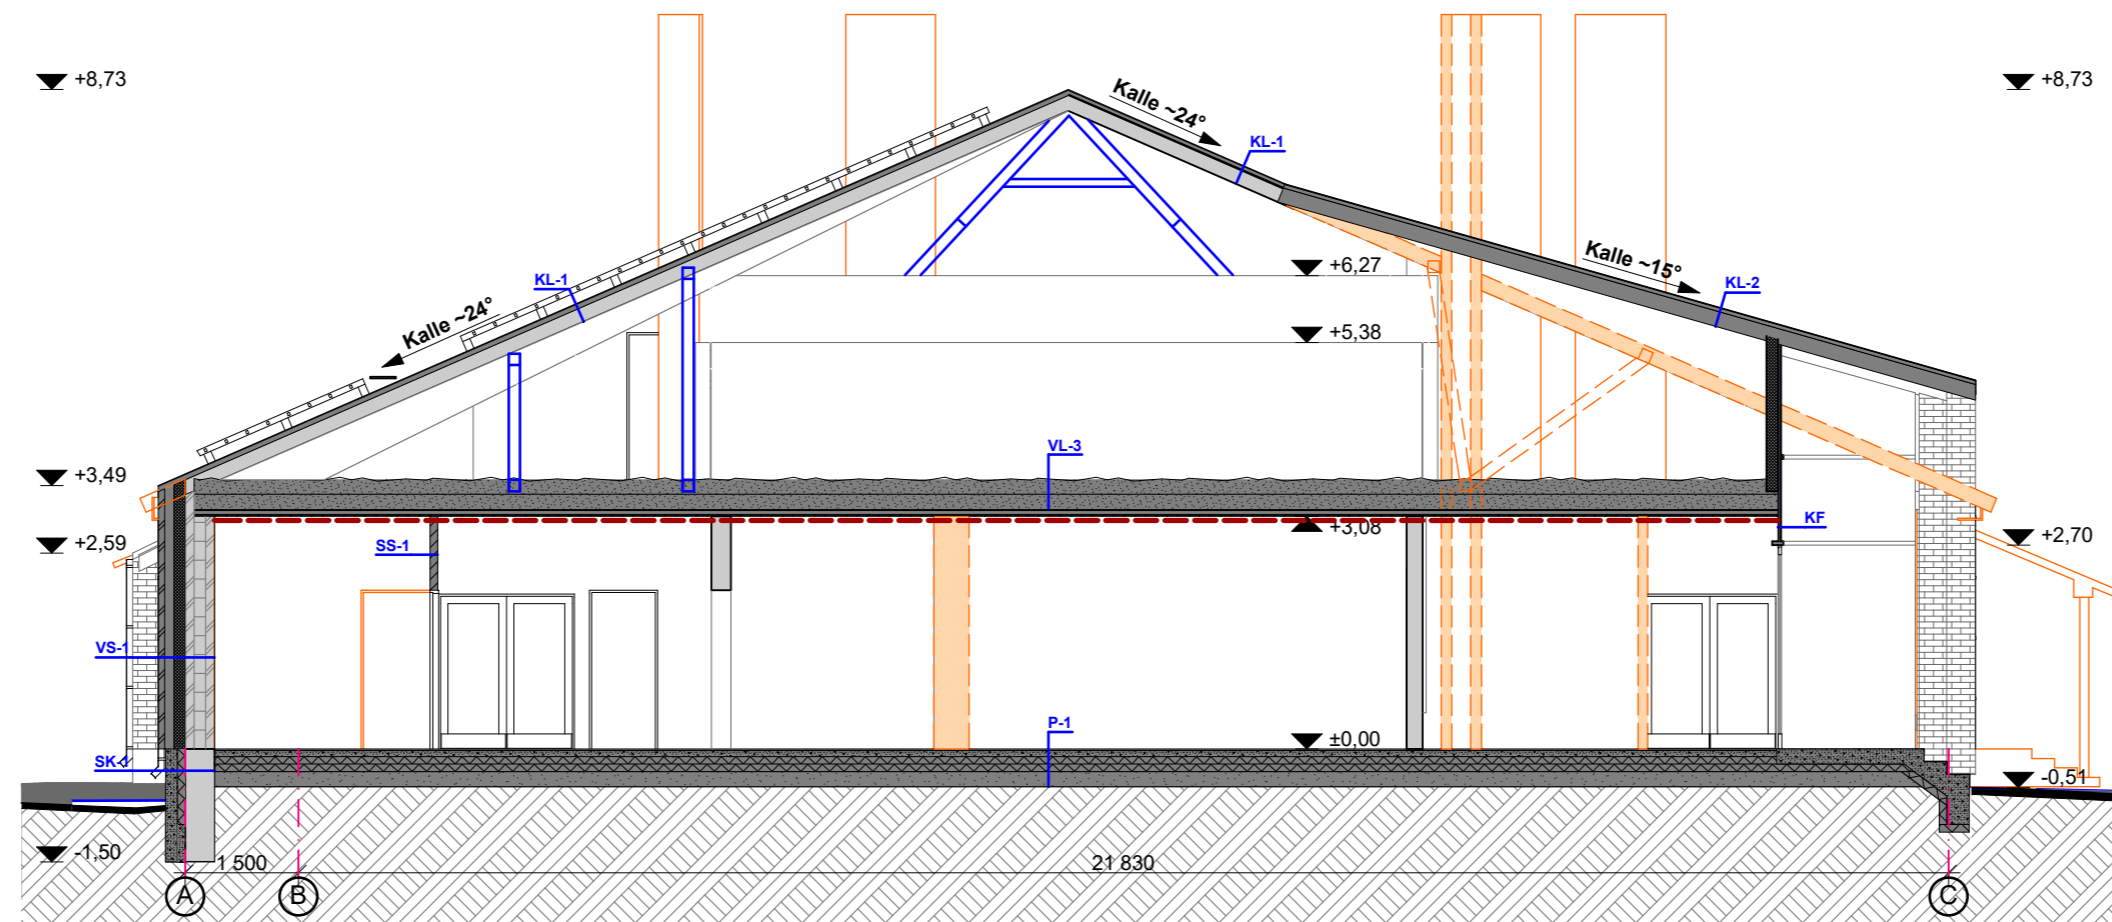 +8,73
+8,73
Kalle ~24°
KL-1
+6,27
Kalle ~15°
KL-2
KL-1
Kalle ~24°
+5,38
VL-3
+3,49
+3,08
KF
+2,59
SS-1
+2,70
VS-1
P-1
±0,00
SK-1
-0,51
-1,50
1 500
21 830
A
B
C